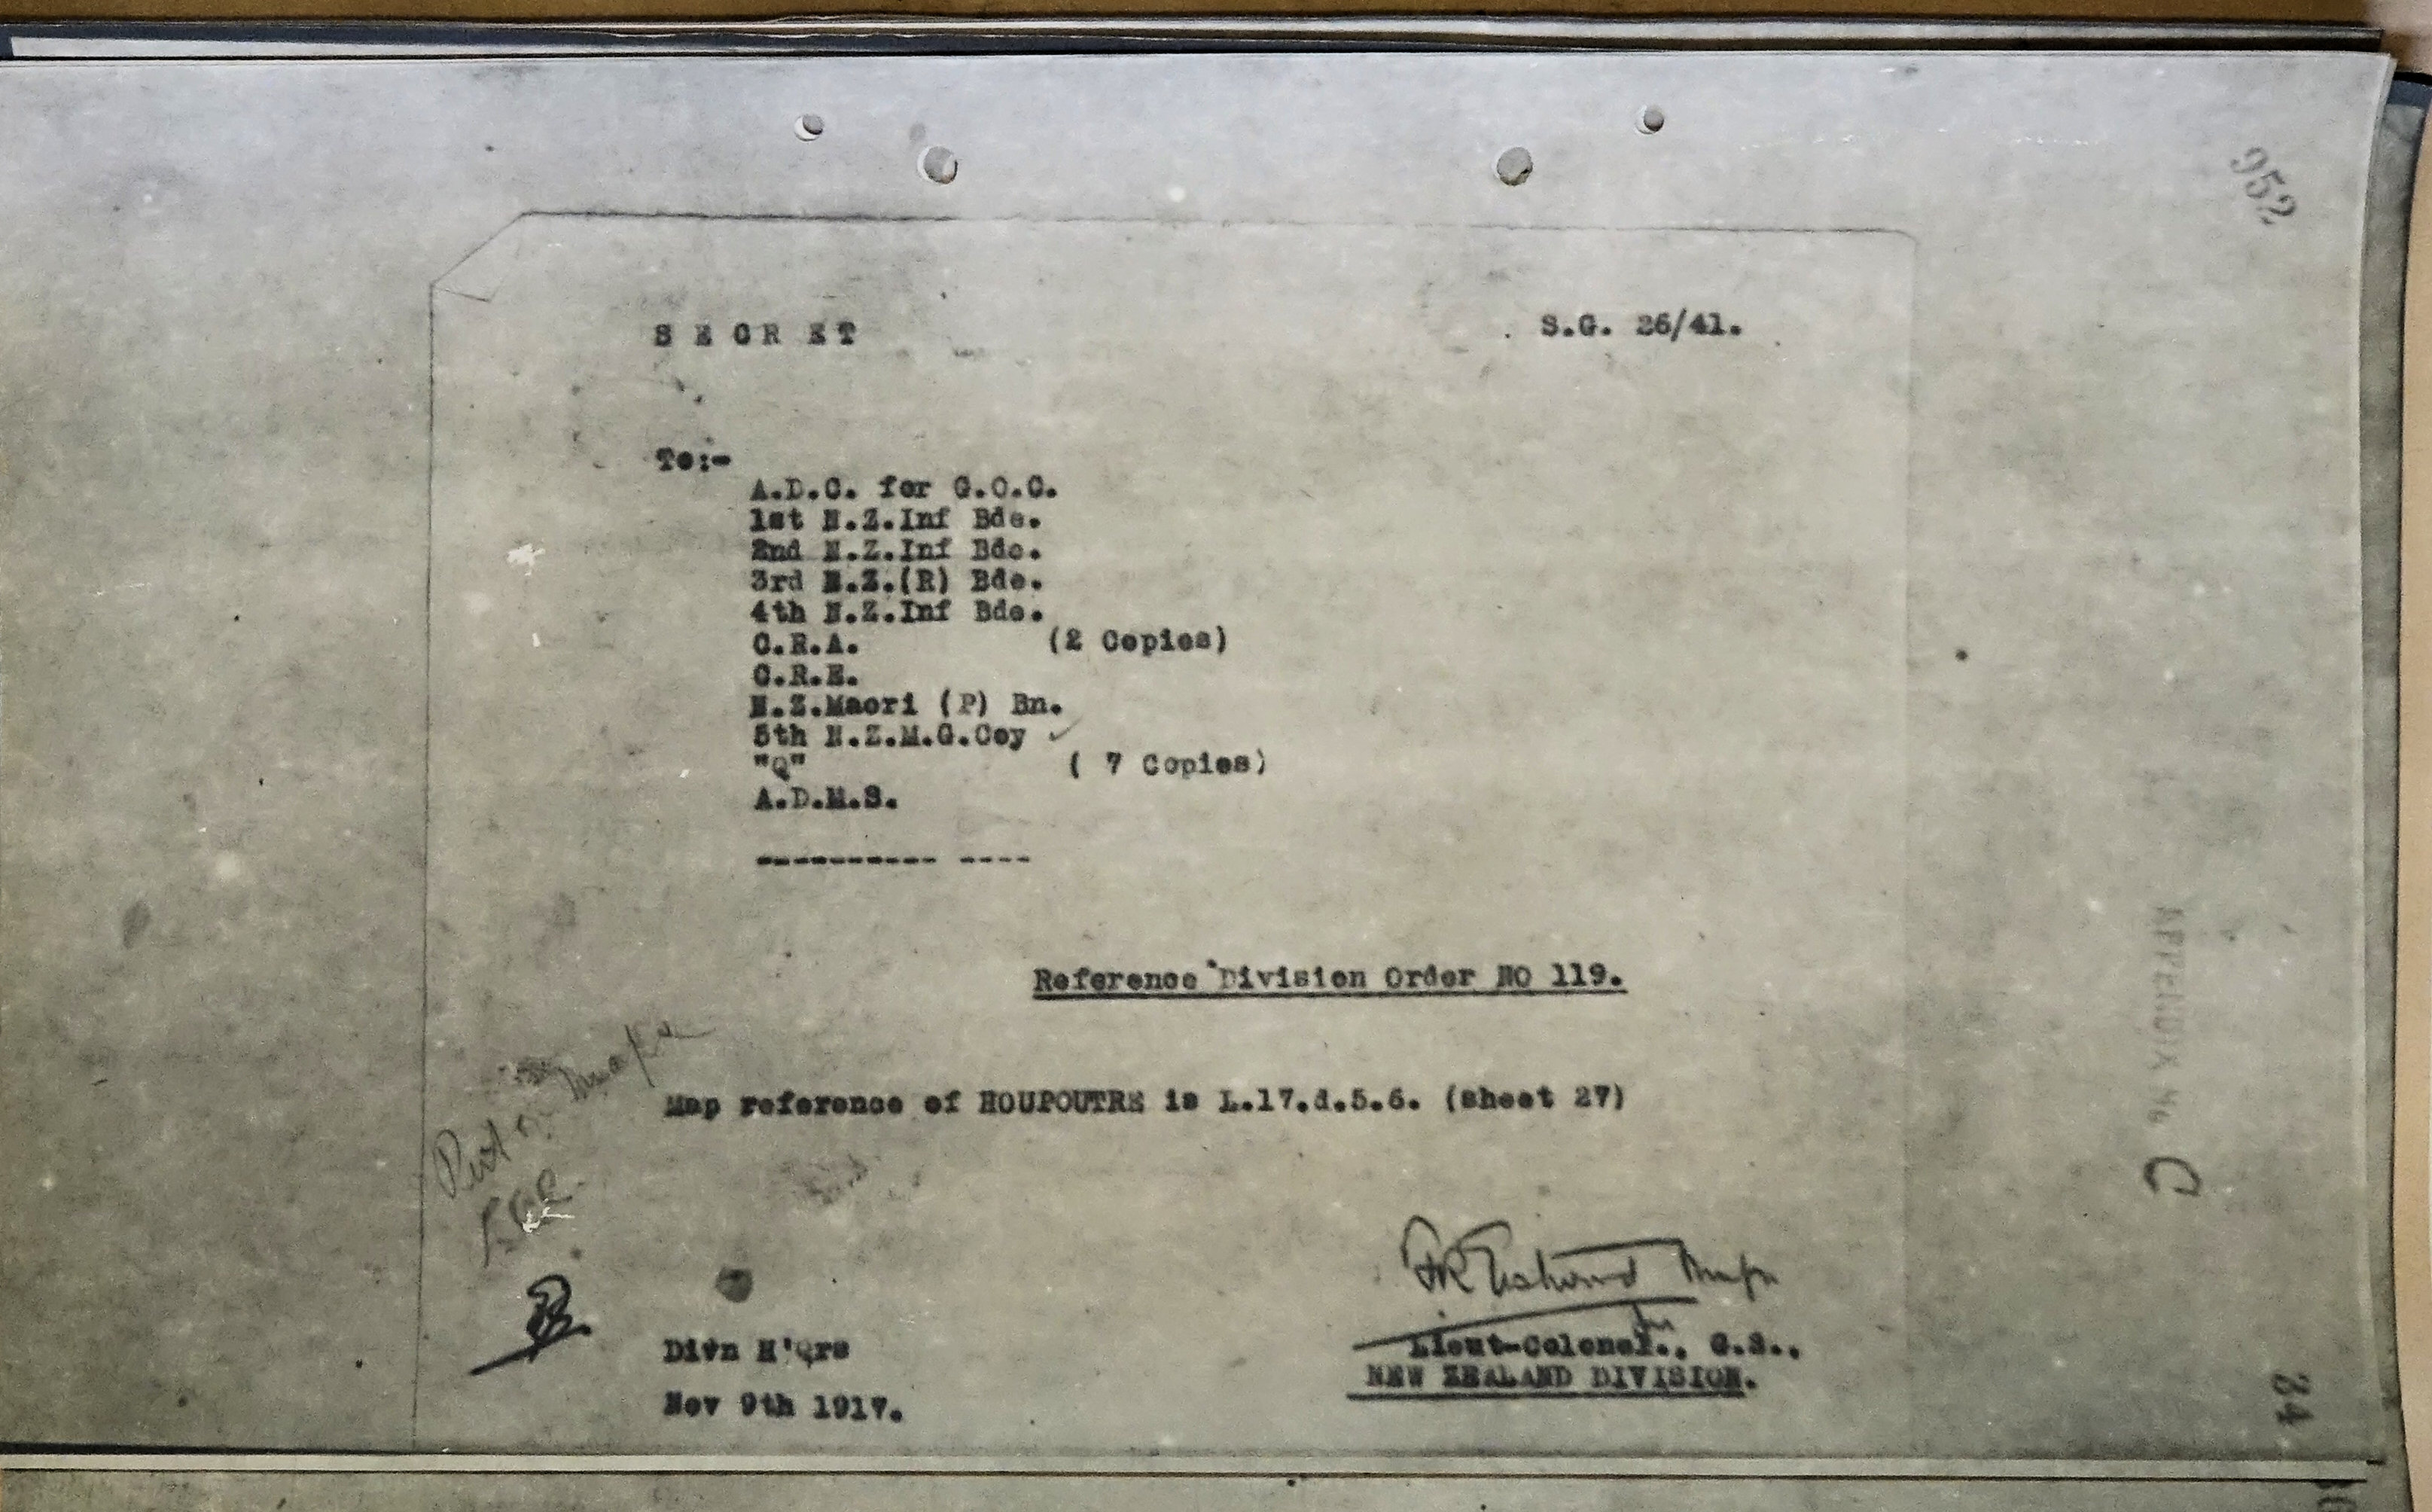 952
SECRET
S.G. 26/41.
To:-
A.D.C. for G.O.C.
1st N.Z.Inf Bde.
2nd N.Z.Inf Bde.
3rd N.Z.(R) Bde.
4th N.Z.Inf Bde.
C.R.A. (2 Copies)
C.R.E.
N.Z.Maori (P) Bn.
5th N.Z.M.G.Coy
"Q" ( 7 Copies)
A.D.M.S.
---------- ----
Reference Division Order NO 119.
Map reference of HOUPOUTRE is L.17.d.5.6. (sheet 27)
Put on
Divn H'Qrs
Nov 9th 1917.
Lieut-Colonel., G.S.,
NEW ZEALAND DIVISION.
APPENDIX No C
34